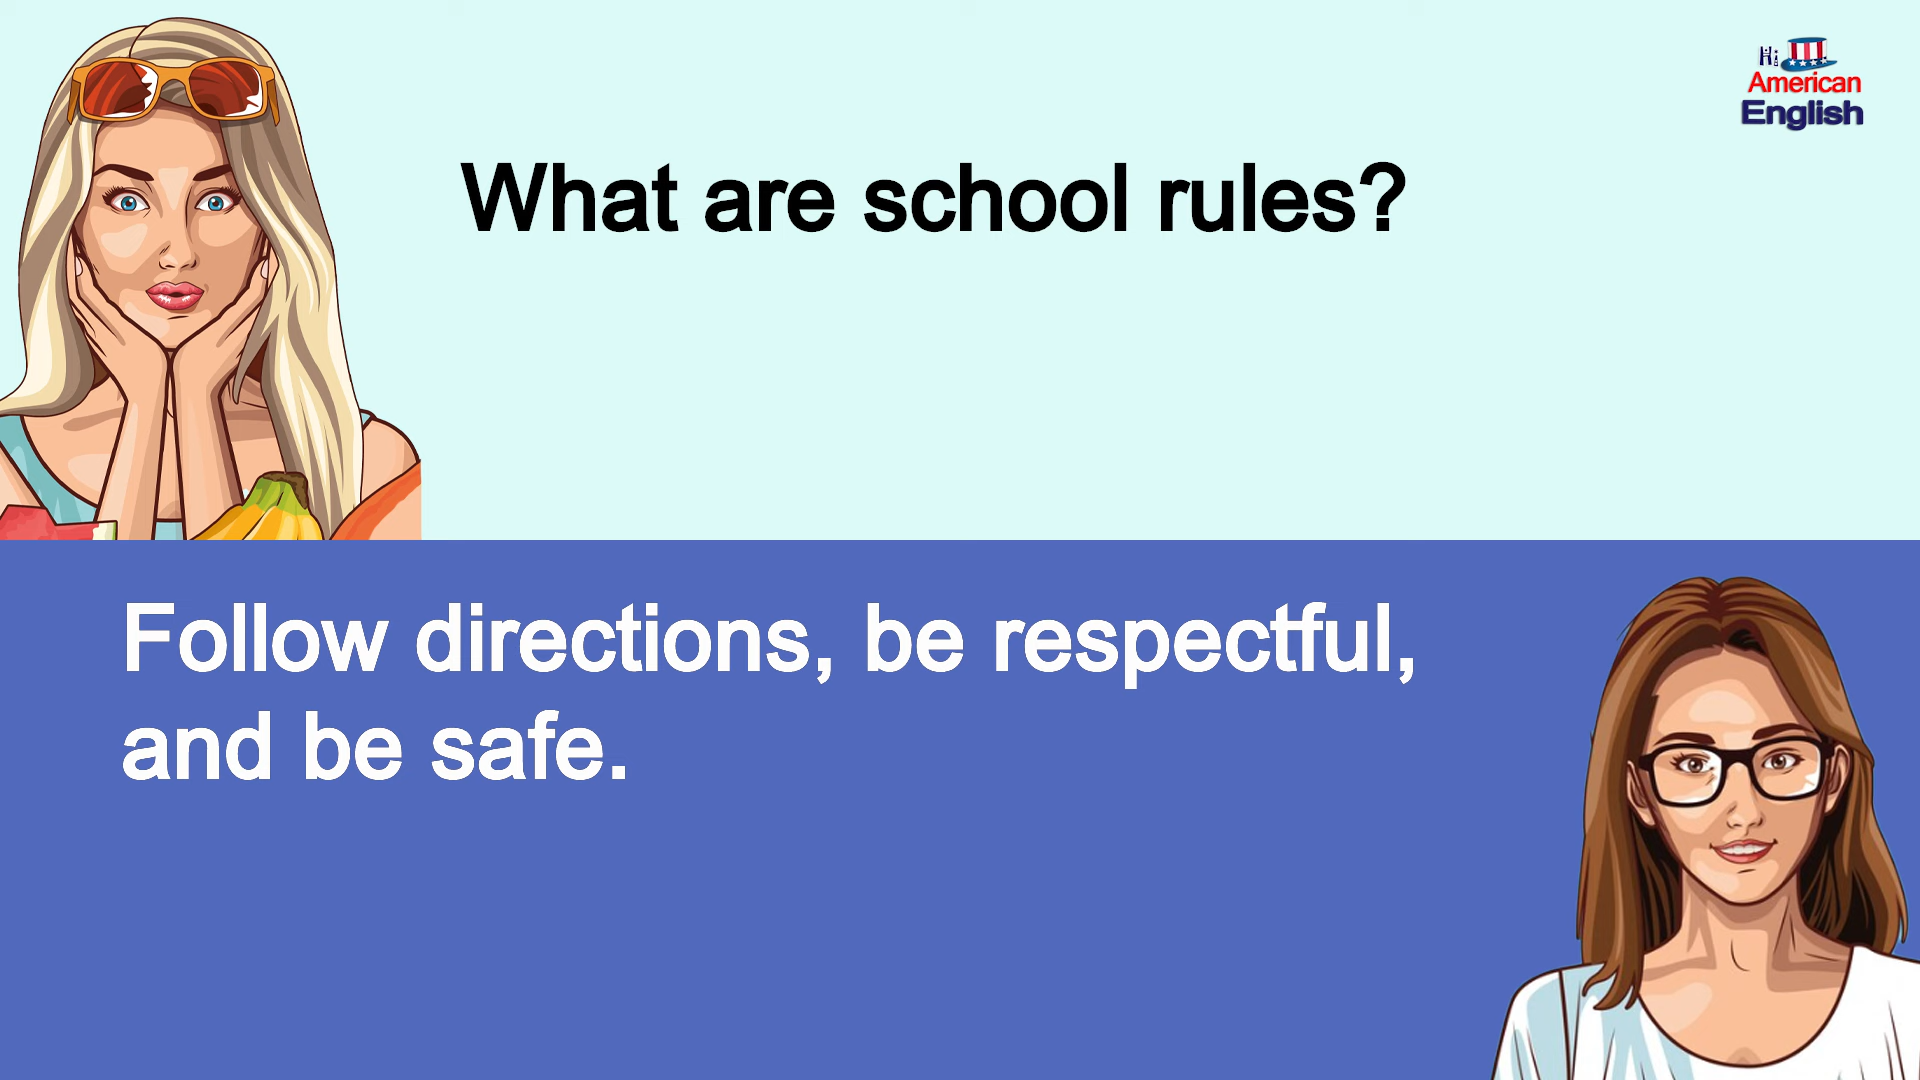 Hi
American
English
What are school rules?
Follow directions, be respectful,
and be safe.